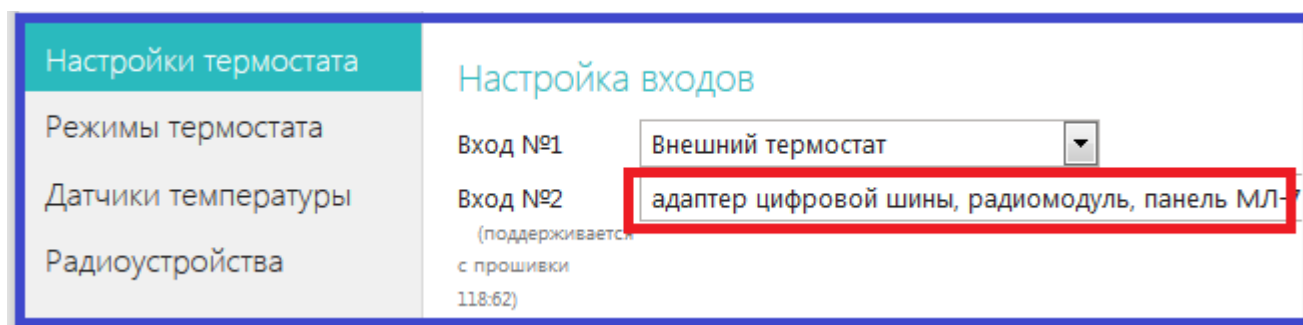 Настройки термостата
Режимы термостата
Датчики температуры
Радиоустройства
Настройка входов
Вход №1 Внешний термостат
Вход №2 адаптер цифровой шины, радиомодуль, панель МЛ-7
(поддерживается
с прошивки
118:62)